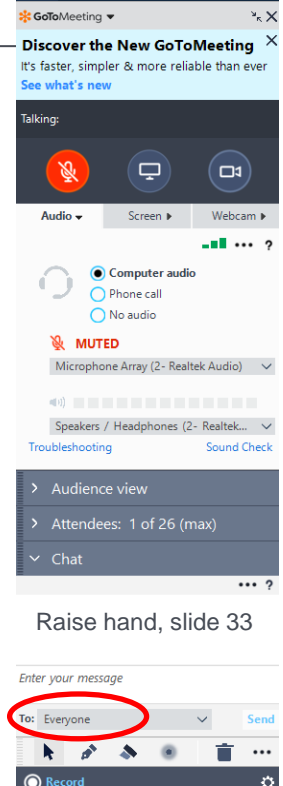 GoToMeeting
Discover the New GoToMeeting
It's faster, simpler & more reliable than ever
See what's new
Talking:
Audio Screen Webcam
?
Computer audio
Phone call
No audio
MUTED
Microphone Array (2- Realtek Audio)
Speakers / Headphones (2- Realtek...
Troubleshooting Sound Check
Audience view
Attendees: 1 of 26 (max)
Chat
?
Raise hand, slide 33
Enter your message
To: Everyone Send
Record